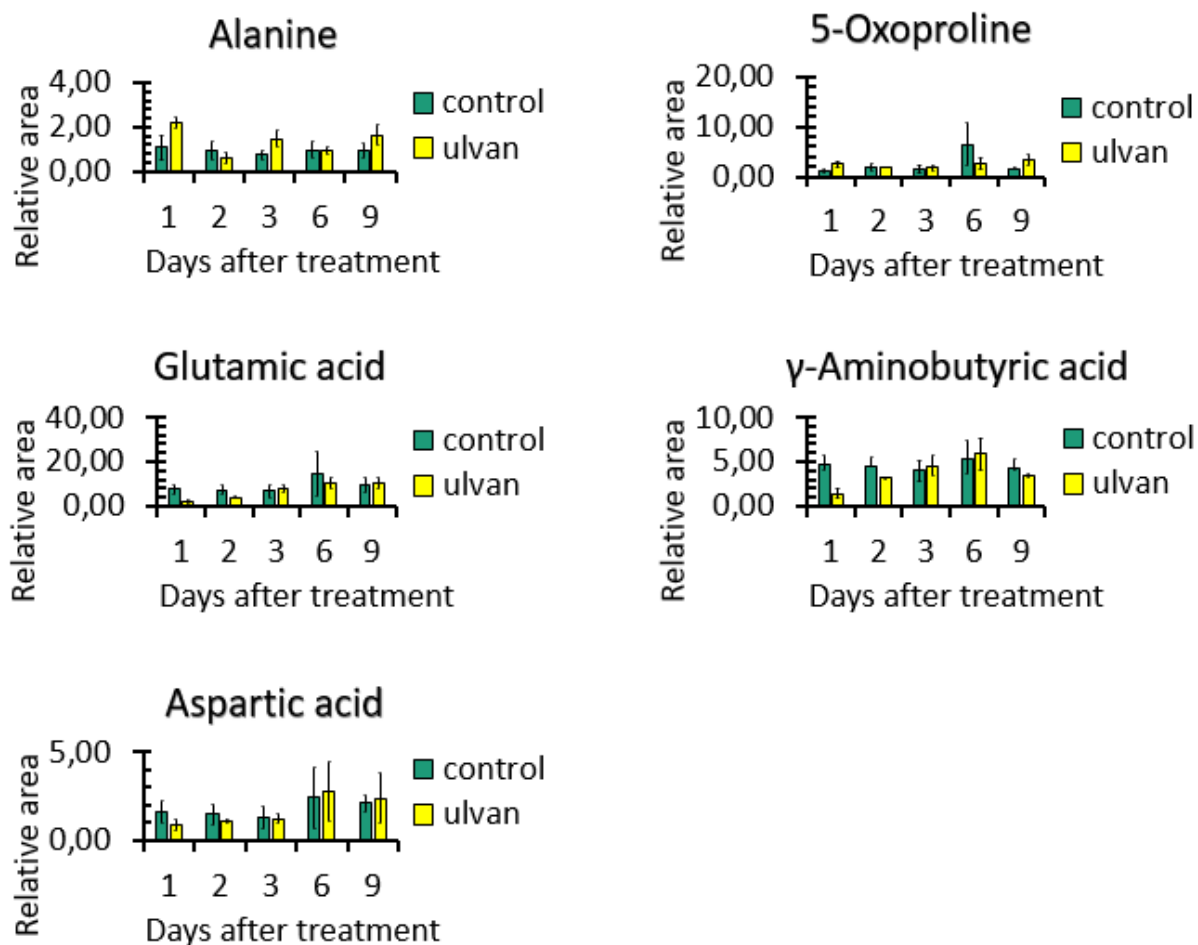 Alanine
4,00
2,00
0,00
Relative area
control
ulvan
1 2 3 6 9
Days after treatment
5-Oxoproline
20,00
10,00
0,00
Relative area
control
ulvan
1 2 3 6 9
Days after treatment
Glutamic acid
40,00
20,00
0,00
Relative area
control
ulvan
1 2 3 6 9
Days after treatment
γ-Aminobutyric acid
10,00
5,00
0,00
Relative area
control
ulvan
1 2 3 6 9
Days after treatment
Aspartic acid
5,00
0,00
Relative area
control
ulvan
1 2 3 6 9
Days after treatment